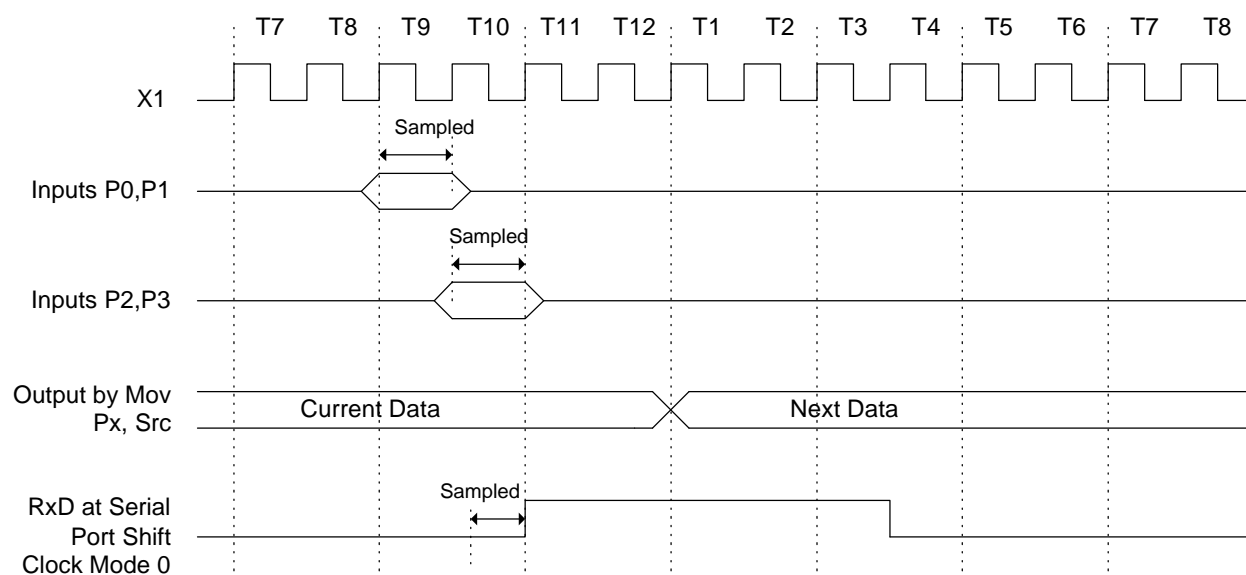 T7 T8 T9 T10 T11 T12 T1 T2 T3 T4 T5 T6 T7 T8
X1
Sampled
Inputs P0,P1
Sampled
Inputs P2,P3
Output by Mov
Px, Src
Current Data
Next Data
Sampled
RxD at Serial
Port Shift
Clock Mode 0